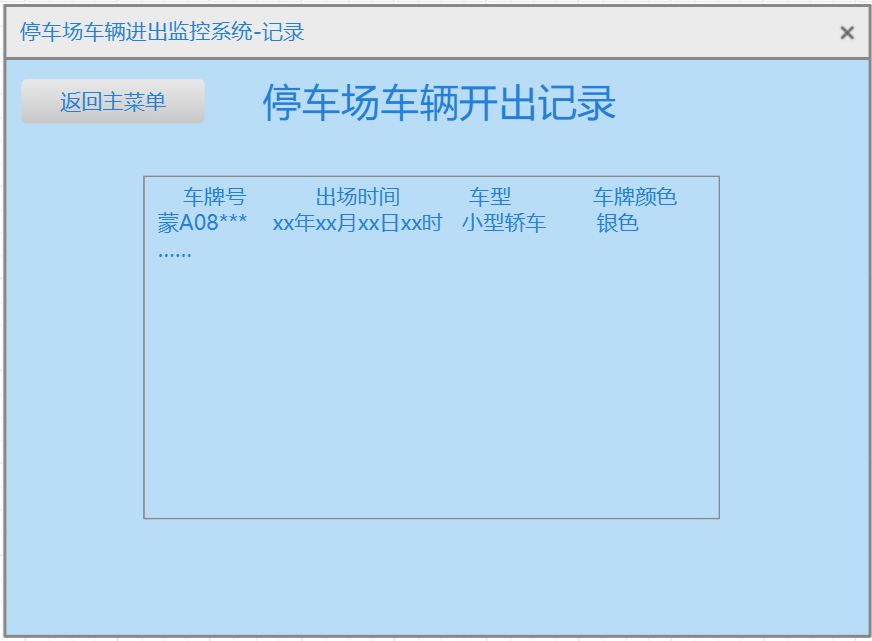 停车场车辆进出监控系统-记录
返回主菜单
停车场车辆开出记录
车牌号 出场时间 车型 车牌颜色
蒙A08*** xx年xx月xx日xx时 小型轿车 银色
......